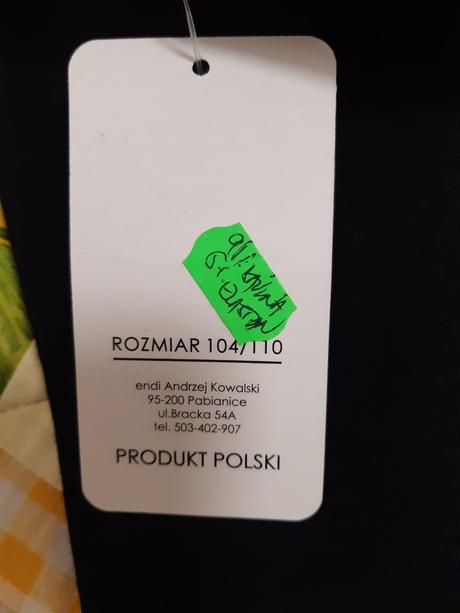 ROZMIAR 104/110
endi Andrzej Kowalski
95-200 Pabianice
ul.Bracka 54A
tel. 503-402-907
PRODUKT POLSKI